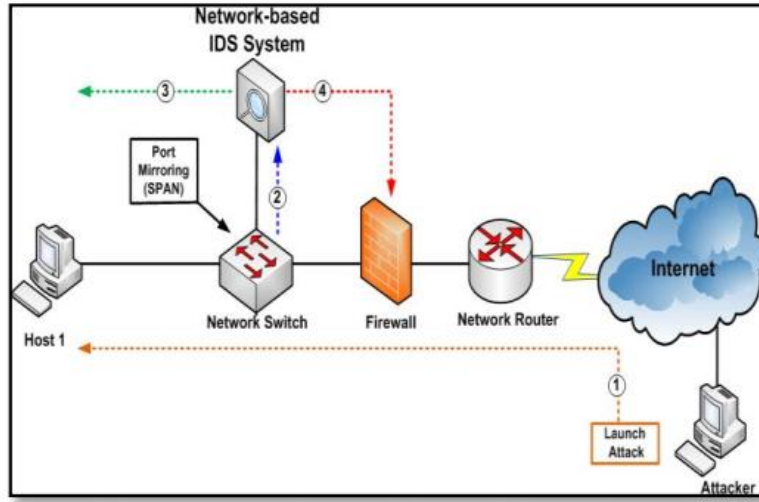 Network-based
IDS System
3
4
Port
Mirroring
(SPAN)
2
Internet
Network Switch
Firewall
Network Router
Host 1
1
Launch
Attack
Attacker